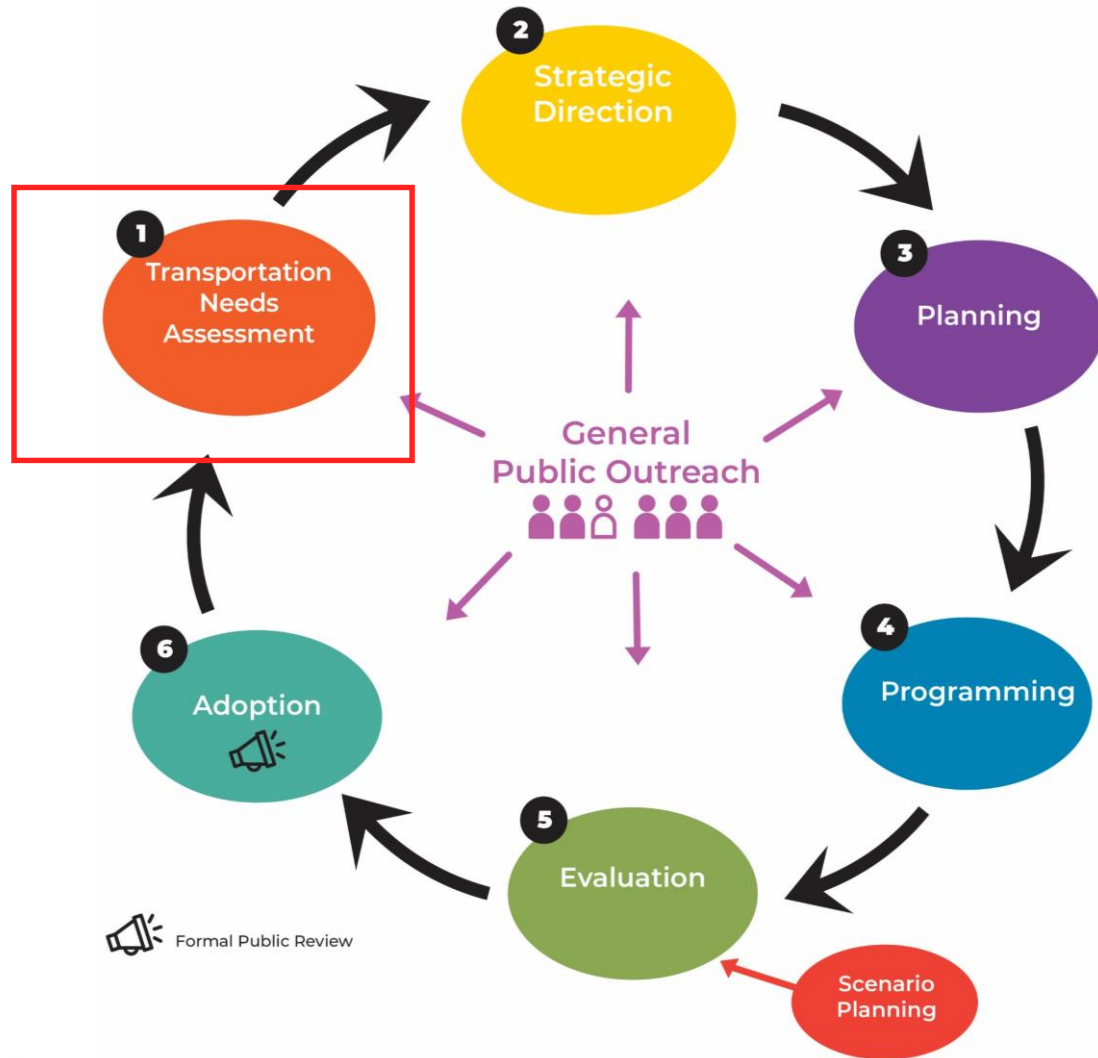 1
Transportation
Needs
Assessment
2
Strategic
Direction
3
Planning
4
Programming
5
Evaluation
6
Adoption
General
Public Outreach
Scenario
Planning
Formal Public Review